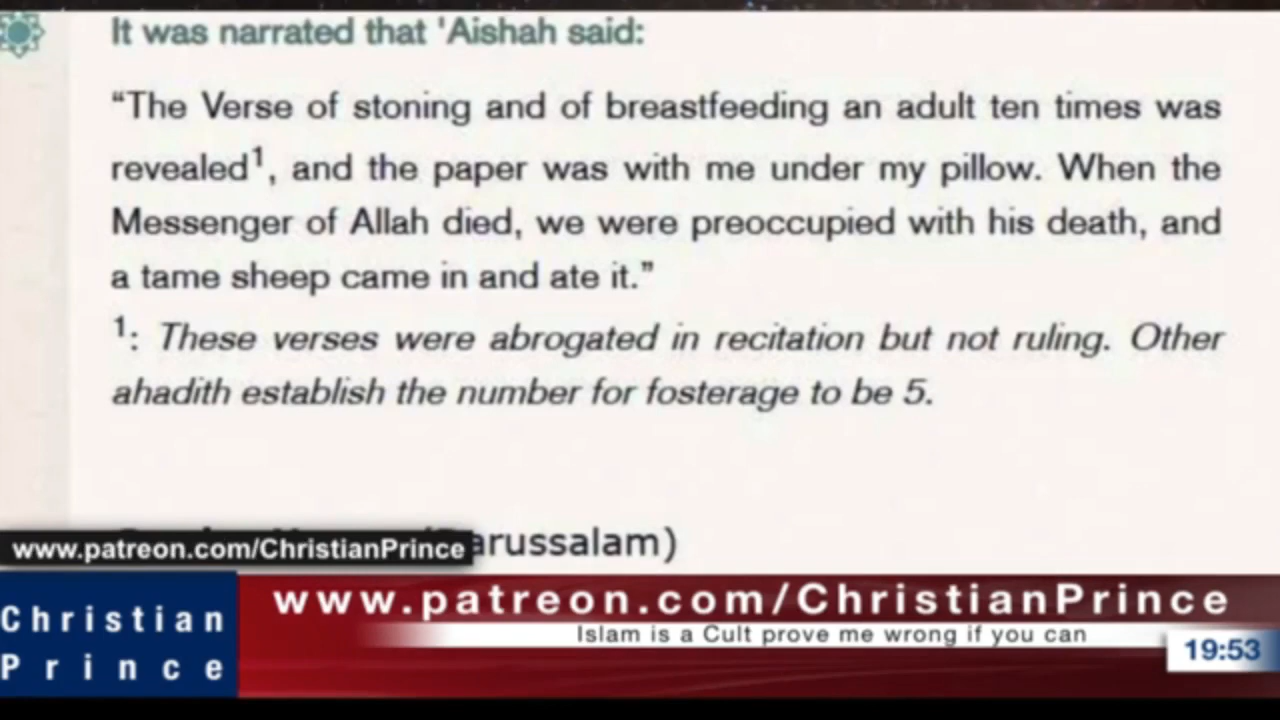 It was narrated that 'Aishah said:
“The Verse of stoning and of breastfeeding an adult ten times was
revealed¹, and the paper was with me under my pillow. When the
Messenger of Allah died, we were preoccupied with his death, and
a tame sheep came in and ate it.”
¹: These verses were abrogated in recitation but not ruling. Other
ahadith establish the number for fosterage to be 5.
arussalam)
www.patreon.com/ChristianPrince
www.patreon.com/ChristianPrince
Islam is a Cult prove me wrong if you can
Christian
Prince
19:53